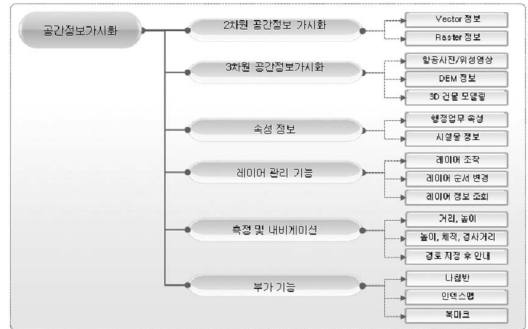 공간정보가시화
2차원 공간정보 가시화
Vector 정보
Raster 정보
3차원 공간정보가시화
항공사진/위성영상
DEM 정보
3D 건물 모델링
속성 정보
행정업무 속성
시설물 정보
레이어 관리 기능
레이어 조작
레이어 순서 변경
레이어 정보 조회
측정 및 내비게이션
거리, 높이
높이, 체적, 경사거리
경로 지정 후 안내
부가 기능
나침반
인덱스맵
북마크